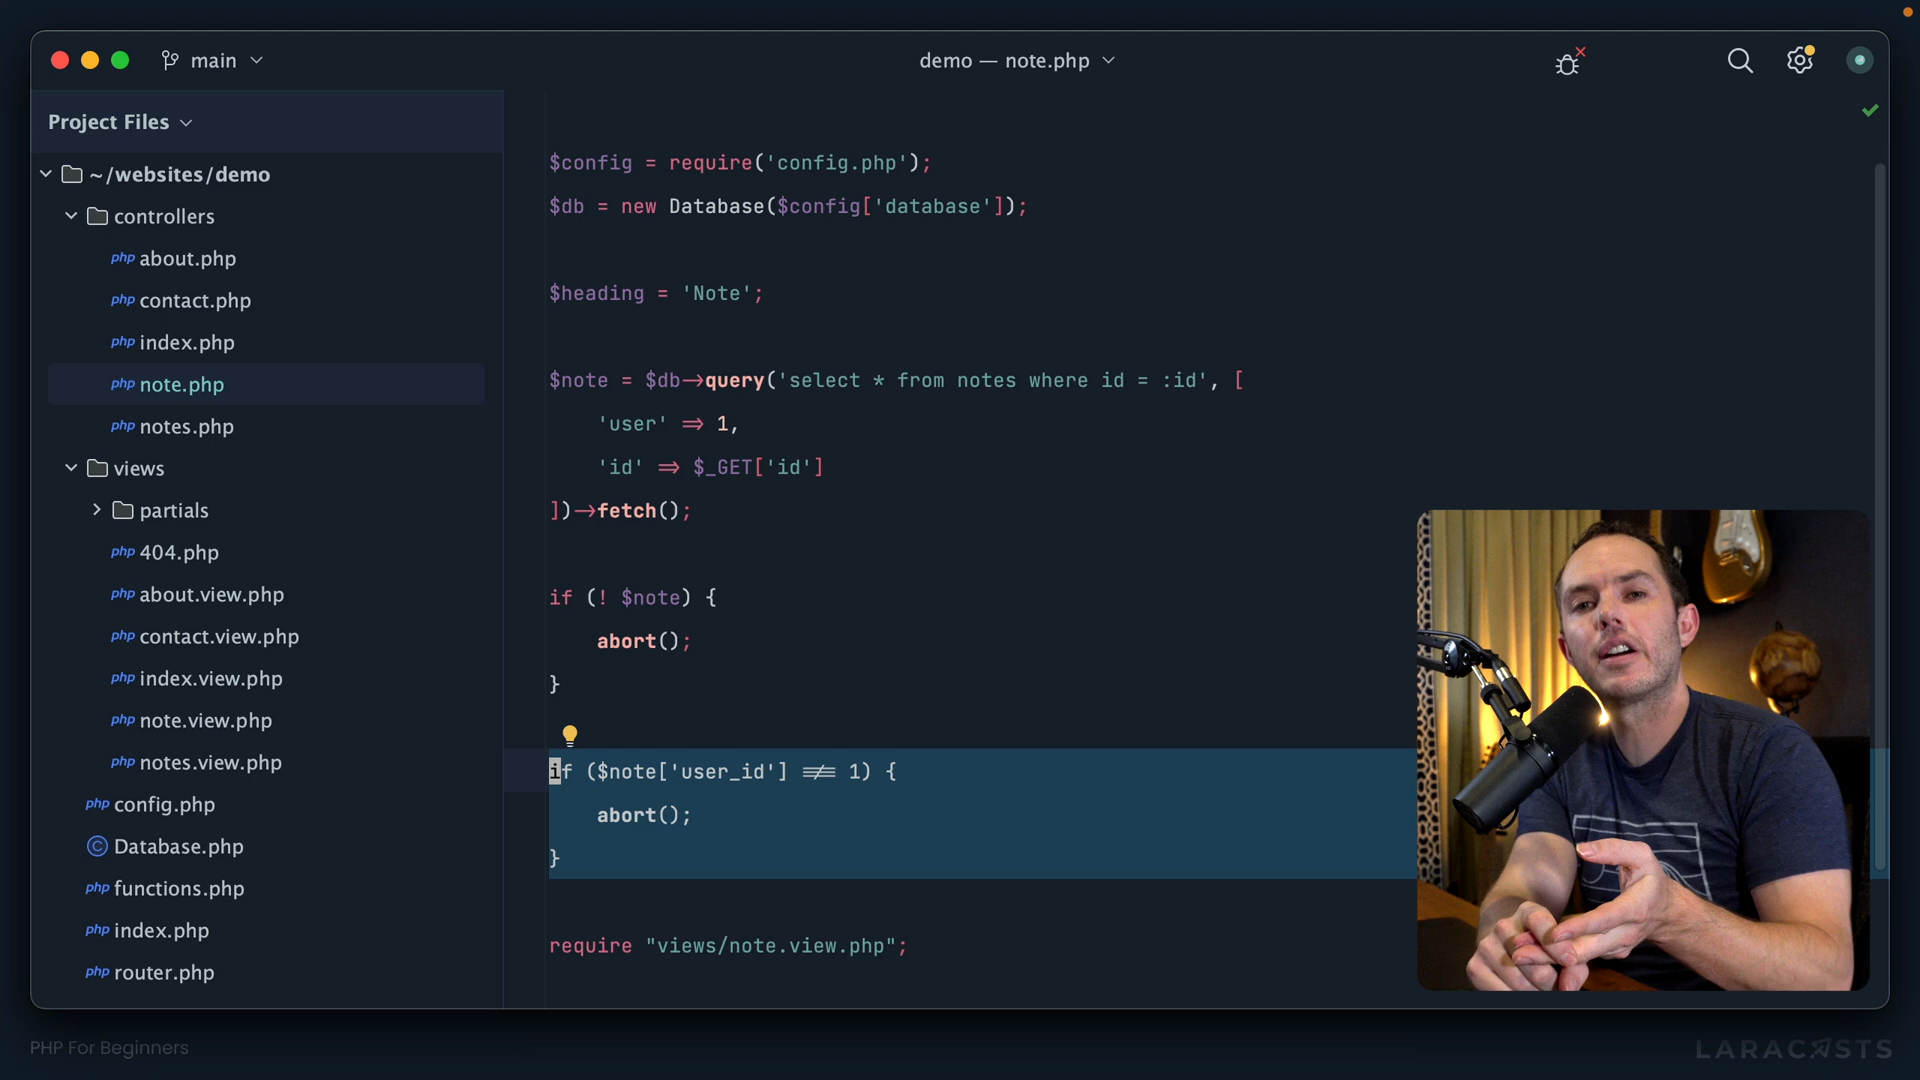 main
demo — note.php
Project Files
~/websites/demo
controllers
php about.php
php contact.php
php index.php
php note.php
php notes.php
views
partials
php 404.php
php about.view.php
php contact.view.php
php index.view.php
php note.view.php
php notes.view.php
php config.php
C Database.php
php functions.php
php index.php
php router.php
$config = require('config.php');
$db = new Database($config['database']);
$heading = 'Note';
$note = $db->query('select * from notes where id = :id', [
'user' => 1,
'id' => $_GET['id']
])->fetch();
if (! $note) {
abort();
}
if ($note['user_id'] !== 1) {
abort();
}
require "views/note.view.php";
PHP For Beginners
LARACASTS